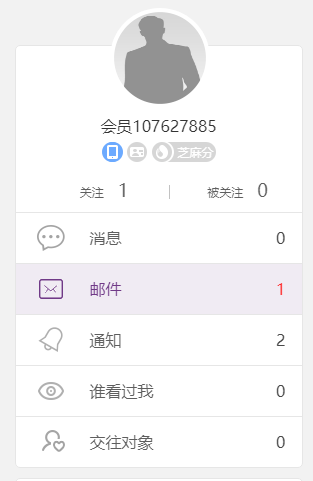 会员107627885
芝麻分
关注 1 被关注 0
消息 0
邮件 1
通知 2
谁看过我 0
交往对象 0